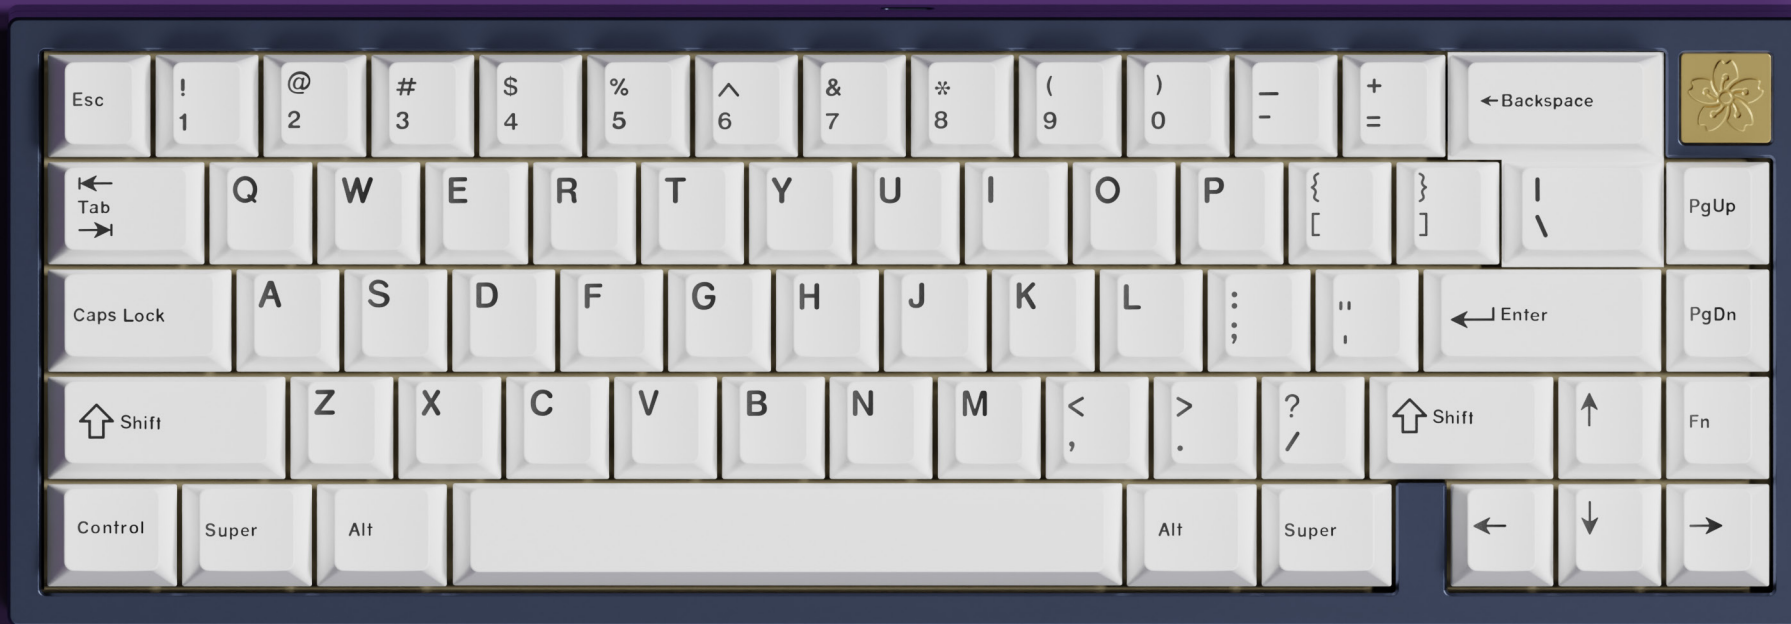 Esc ! @ # $ % ^ & * ( ) _ + ←Backspace
1 2 3 4 5 6 7 8 9 0 - =
⇤ Q W E R T Y U I O P { } |
Tab PgUp
⇥ [ ] \
Caps Lock A S D F G H J K L : " ↵ Enter PgDn
; '
⇧ Shift Z X C V B N M < > ? ⇧ Shift ↑ Fn
, . /
Control Super Alt Alt Super ← ↓ →